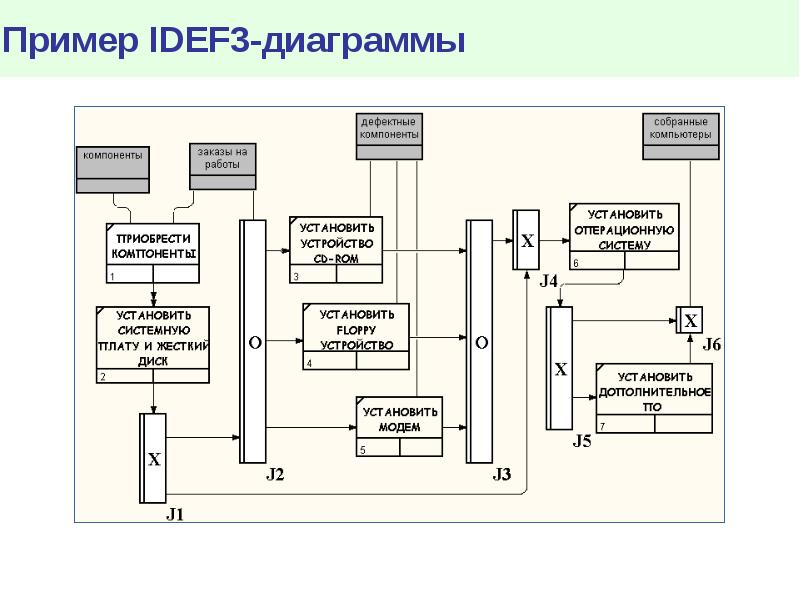 Пример IDEF3-диаграммы
компоненты
заказы на
работы
дефектные
компоненты
собранные
компьютеры
ПРИОБРЕСТИ
КОМПОНЕНТЫ
1
УСТАНОВИТЬ
СИСТЕМНУЮ
ПЛАТУ И ЖЕСТКИЙ
ДИСК
2
X
J1
O
J2
УСТАНОВИТЬ
УСТРОЙСТВО
CD-ROM
3
УСТАНОВИТЬ
FLOPPY
УСТРОЙСТВО
4
УСТАНОВИТЬ
МОДЕМ
5
O
J3
X
J4
УСТАНОВИТЬ
ОПЕРАЦИОННУЮ
СИСТЕМУ
6
X
J5
X
J6
УСТАНОВИТЬ
ДОПОЛНИТЕЛЬНОЕ
ПО
7